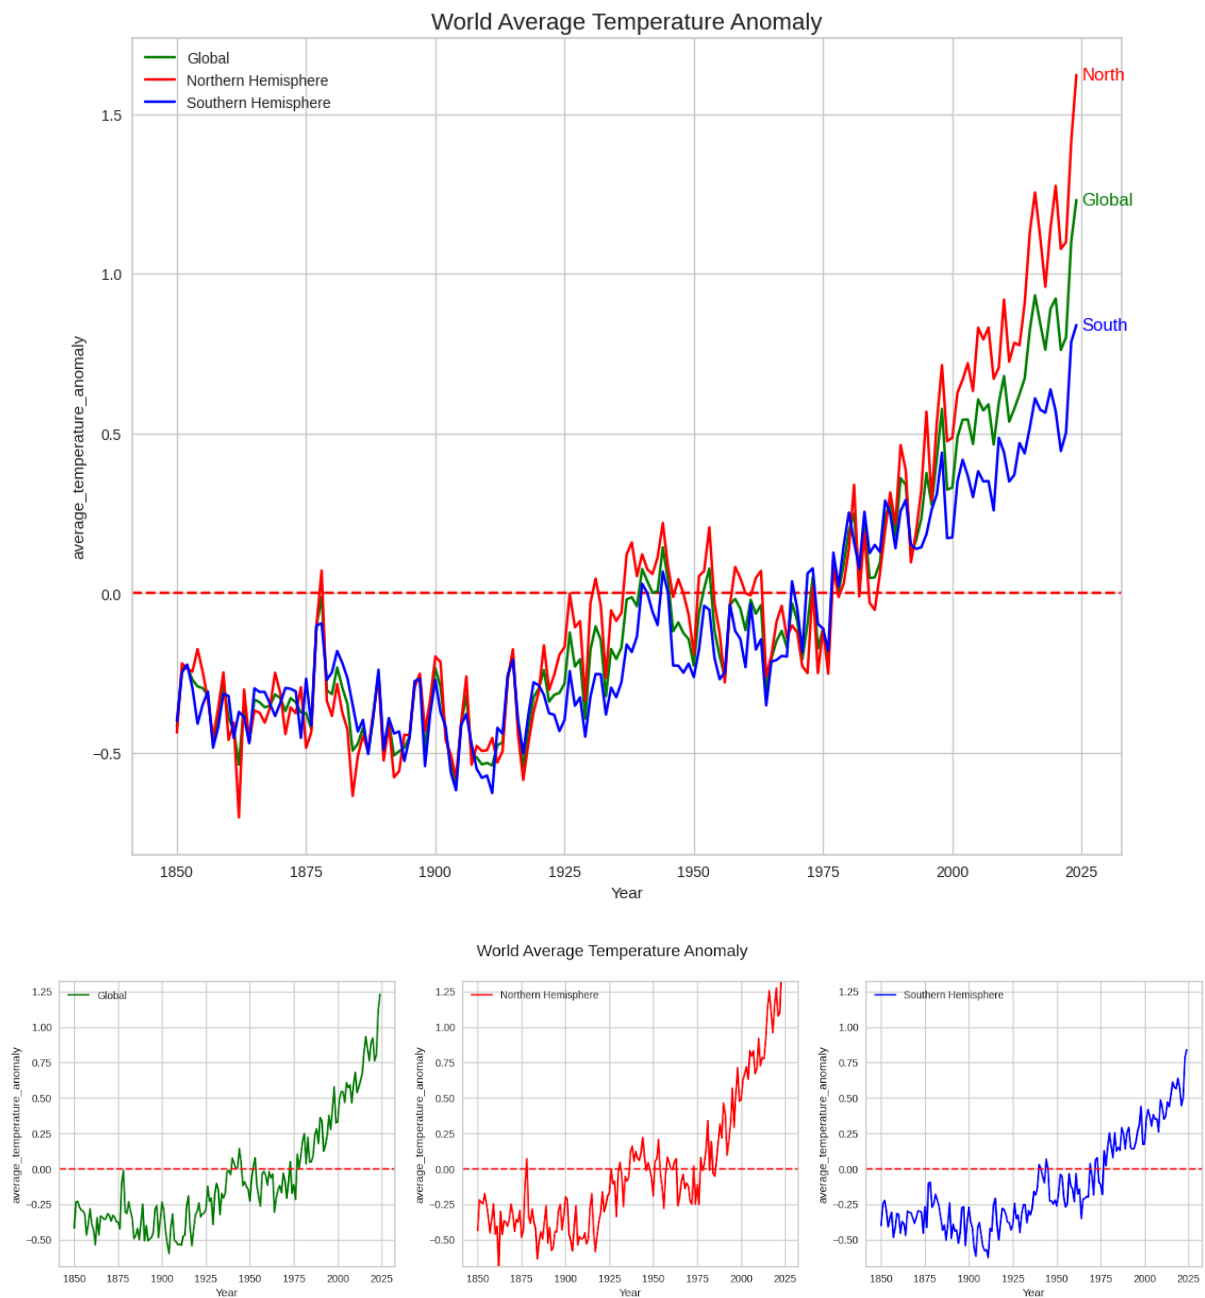 World Average Temperature Anomaly
Global
Northern Hemisphere
Southern Hemisphere
North
Global
South
average_temperature_anomaly
1.5
1.0
0.5
0.0
−0.5
1850 1875 1900 1925 1950 1975 2000 2025
Year
World Average Temperature Anomaly
Global
average_temperature_anomaly
1.25
1.00
0.75
0.50
0.25
0.00
−0.25
−0.50
1850 1875 1900 1925 1950 1975 2000 2025
Year
Northern Hemisphere
average_temperature_anomaly
1.25
1.00
0.75
0.50
0.25
0.00
−0.25
−0.50
1850 1875 1900 1925 1950 1975 2000 2025
Year
Southern Hemisphere
average_temperature_anomaly
1.25
1.00
0.75
0.50
0.25
0.00
−0.25
−0.50
1850 1875 1900 1925 1950 1975 2000 2025
Year